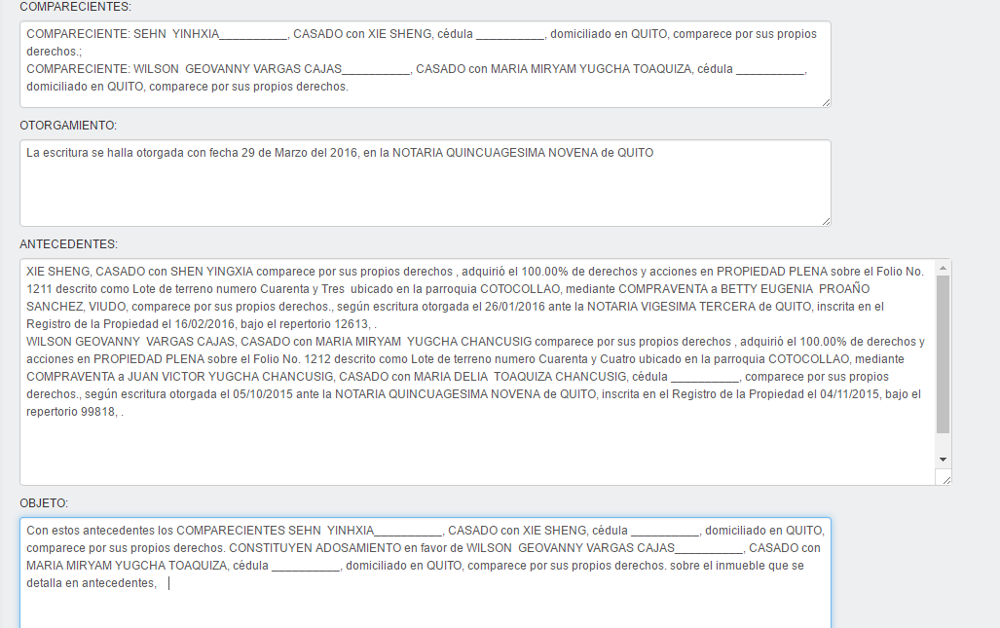 COMPARECIENTES:
COMPARECIENTE: SEHN  YINHXIA__________, CASADO con XIE SHENG, cédula __________, domiciliado en QUITO, comparece por sus propios
derechos.;
COMPARECIENTE: WILSON  GEOVANNY VARGAS CAJAS__________, CASADO con MARIA MIRYAM YUGCHA TOAQUIZA, cédula __________,
domiciliado en QUITO, comparece por sus propios derechos.
OTORGAMIENTO:
La escritura se halla otorgada con fecha 29 de Marzo del 2016, en la NOTARIA QUINCUAGESIMA NOVENA de QUITO
ANTECEDENTES:
XIE SHENG, CASADO con SHEN YINGXIA comparece por sus propios derechos , adquirió el 100.00% de derechos y acciones en PROPIEDAD PLENA sobre el Folio No.
1211 descrito como Lote de terreno numero Cuarenta y Tres  ubicado en la parroquia COTOCOLLAO, mediante COMPRAVENTA a BETTY EUGENIA  PROAÑO
SANCHEZ, VIUDO, comparece por sus propios derechos., según escritura otorgada el 26/01/2016 ante la NOTARIA VIGESIMA TERCERA de QUITO, inscrita en el
Registro de la Propiedad el 16/02/2016, bajo el repertorio 12613, .
WILSON GEOVANNY  VARGAS CAJAS, CASADO con MARIA MIRYAM  YUGCHA CHANCUSIG comparece por sus propios derechos , adquirió el 100.00% de derechos y
acciones en PROPIEDAD PLENA sobre el Folio No. 1212 descrito como Lote de terreno numero Cuarenta y Cuatro ubicado en la parroquia COTOCOLLAO, mediante
COMPRAVENTA a JUAN VICTOR YUGCHA CHANCUSIG, CASADO con MARIA DELIA  TOAQUIZA CHANCUSIG, cédula __________, comparece por sus propios
derechos., según escritura otorgada el 05/10/2015 ante la NOTARIA QUINCUAGESIMA NOVENA de QUITO, inscrita en el Registro de la Propiedad el 04/11/2015, bajo el
repertorio 99818, .
OBJETO:
Con estos antecedentes los COMPARECIENTES SEHN  YINHXIA__________, CASADO con XIE SHENG, cédula __________, domiciliado en QUITO,
comparece por sus propios derechos. CONSTITUYEN ADOSAMIENTO en favor de WILSON  GEOVANNY VARGAS CAJAS__________, CASADO con
MARIA MIRYAM YUGCHA TOAQUIZA, cédula __________, domiciliado en QUITO, comparece por sus propios derechos. sobre el inmueble que se
detalla en antecedentes,